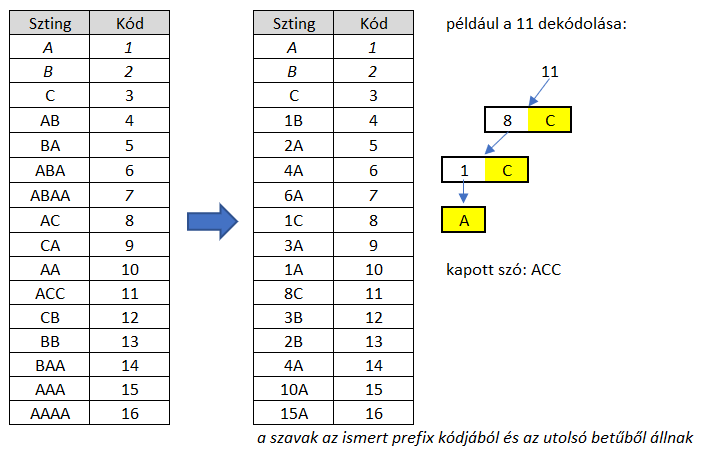 Szting Kód Szting Kód például a 11 dekódolása:
A 1 A 1
B 2 B 2 11
C 3 C 3
AB 4 1B 4 8 C
BA 5 2A 5
ABA 6 4A 6 1 C
ABAA 7 6A 7
AC 8 1C 8 A
CA 9 3A 9
AA 10 1A 10 kapott szó: ACC
ACC 11 8C 11
CB 12 3B 12
BB 13 2B 13
BAA 14 4A 14
AAA 15 10A 15
AAAA 16 15A 16
a szavak az ismert prefix kódjából és az utolsó betűből állnak